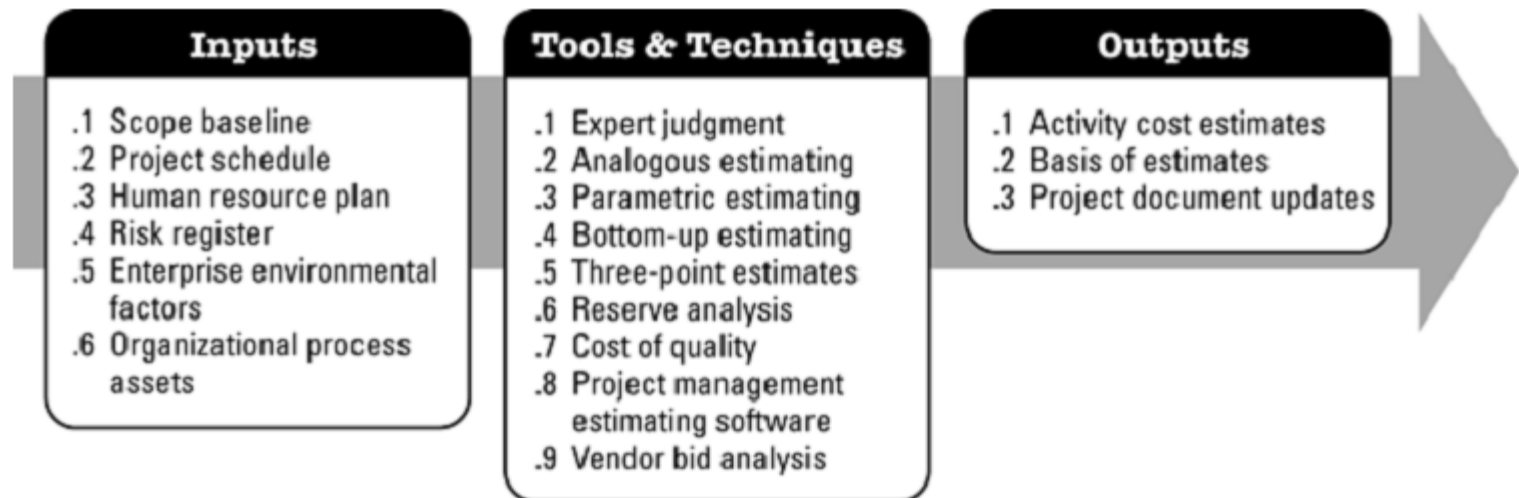 Inputs
.1 Scope baseline
.2 Project schedule
.3 Human resource plan
.4 Risk register
.5 Enterprise environmental
factors
.6 Organizational process
assets
Tools & Techniques
.1 Expert judgment
.2 Analogous estimating
.3 Parametric estimating
.4 Bottom-up estimating
.5 Three-point estimates
.6 Reserve analysis
.7 Cost of quality
.8 Project management
estimating software
.9 Vendor bid analysis
Outputs
.1 Activity cost estimates
.2 Basis of estimates
.3 Project document updates